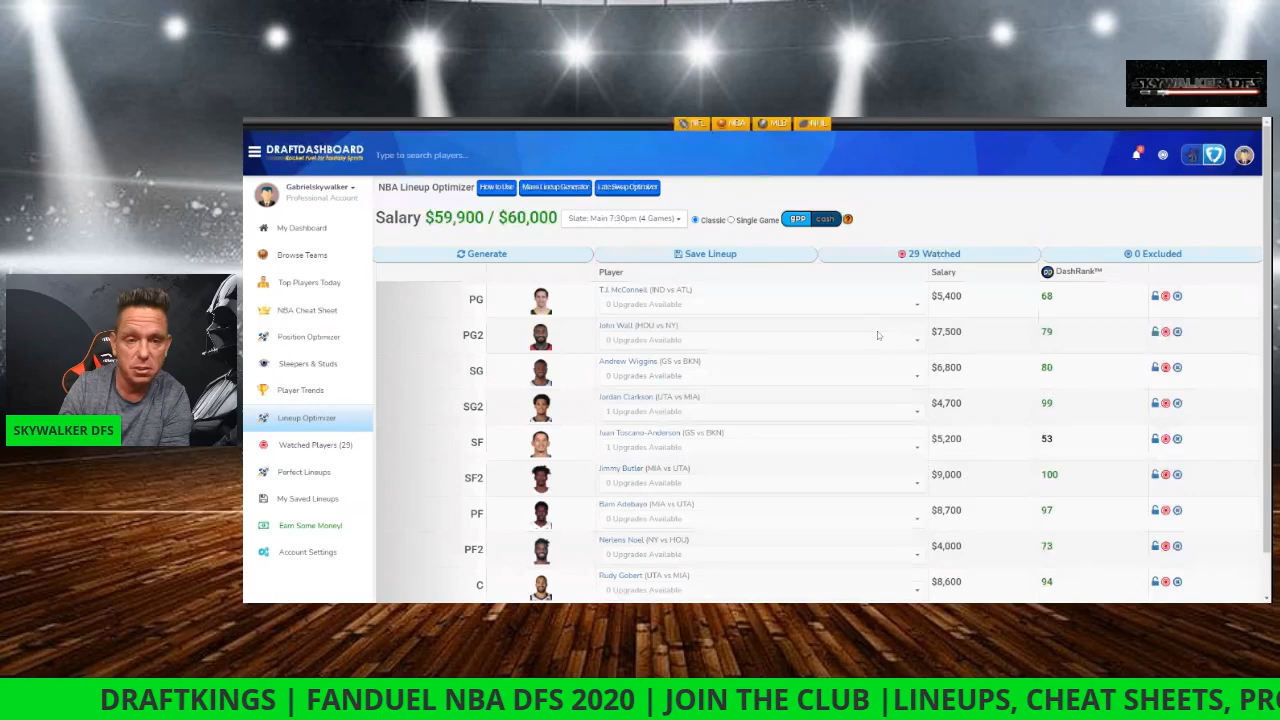 SKYWALKER DFS
NFL NBA MLB NHL
DRAFTDASHBOARD
Rocket Fuel for Fantasy Sports
Type to search players...
Gabrielskywalker
Professional Account
My Dashboard
Browse Teams
Top Players Today
NBA Cheat Sheet
Position Optimizer
Sleepers & Studs
Player Trends
Lineup Optimizer
Watched Players (29)
Perfect Lineups
My Saved Lineups
Earn Some Money!
Account Settings
NBA Lineup Optimizer How to Use Mass Lineup Generator Late Swap Optimizer
Salary $59,900 / $60,000 Slate: Main 7:30pm (4 Games) Classic Single Game gpp cash ?
Generate Save Lineup 29 Watched 0 Excluded
Player Salary DashRank™
PG T.J. McConnell (IND vs ATL) $5,400 68
0 Upgrades Available
PG2 John Wall (HOU vs NY) $7,500 79
0 Upgrades Available
SG Andrew Wiggins (GS vs BKN) $6,800 80
0 Upgrades Available
SG2 Jordan Clarkson (UTA vs MIA) $4,700 99
1 Upgrades Available
SF Juan Toscano-Anderson (GS vs BKN) $5,200 53
1 Upgrades Available
SF2 Jimmy Butler (MIA vs UTA) $9,000 100
0 Upgrades Available
PF Bam Adebayo (MIA vs UTA) $8,700 97
0 Upgrades Available
PF2 Nerlens Noel (NY vs HOU) $4,000 73
0 Upgrades Available
C Rudy Gobert (UTA vs MIA) $8,600 94
0 Upgrades Available
SKYWALKER DFS
DRAFTKINGS | FANDUEL NBA DFS 2020 | JOIN THE CLUB |LINEUPS, CHEAT SHEETS, PR